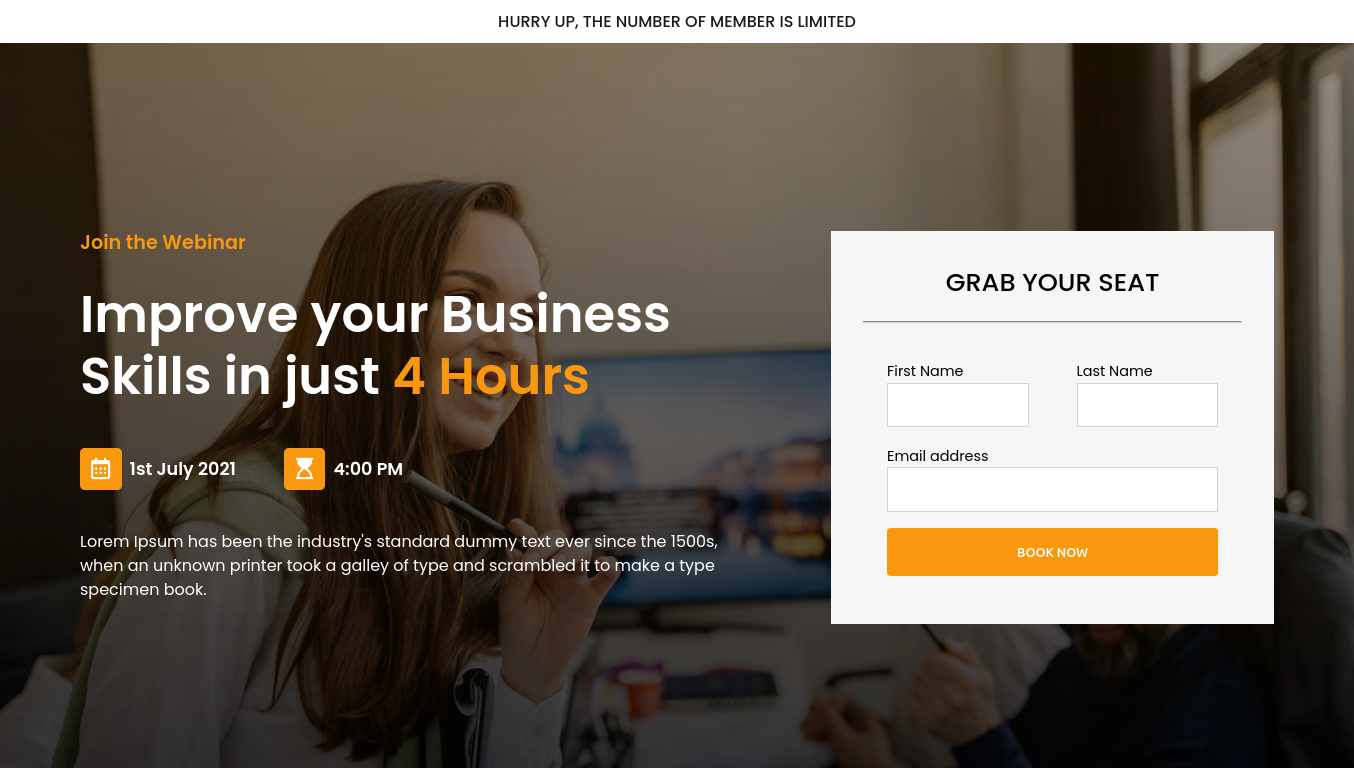 HURRY UP, THE NUMBER OF MEMBER IS LIMITED
Join the Webinar
Improve your Business
Skills in just 4 Hours
1st July 2021
4:00 PM
Lorem Ipsum has been the industry's standard dummy text ever since the 1500s,
when an unknown printer took a galley of type and scrambled it to make a type
specimen book.
GRAB YOUR SEAT
First Name
Last Name
Email address
BOOK NOW